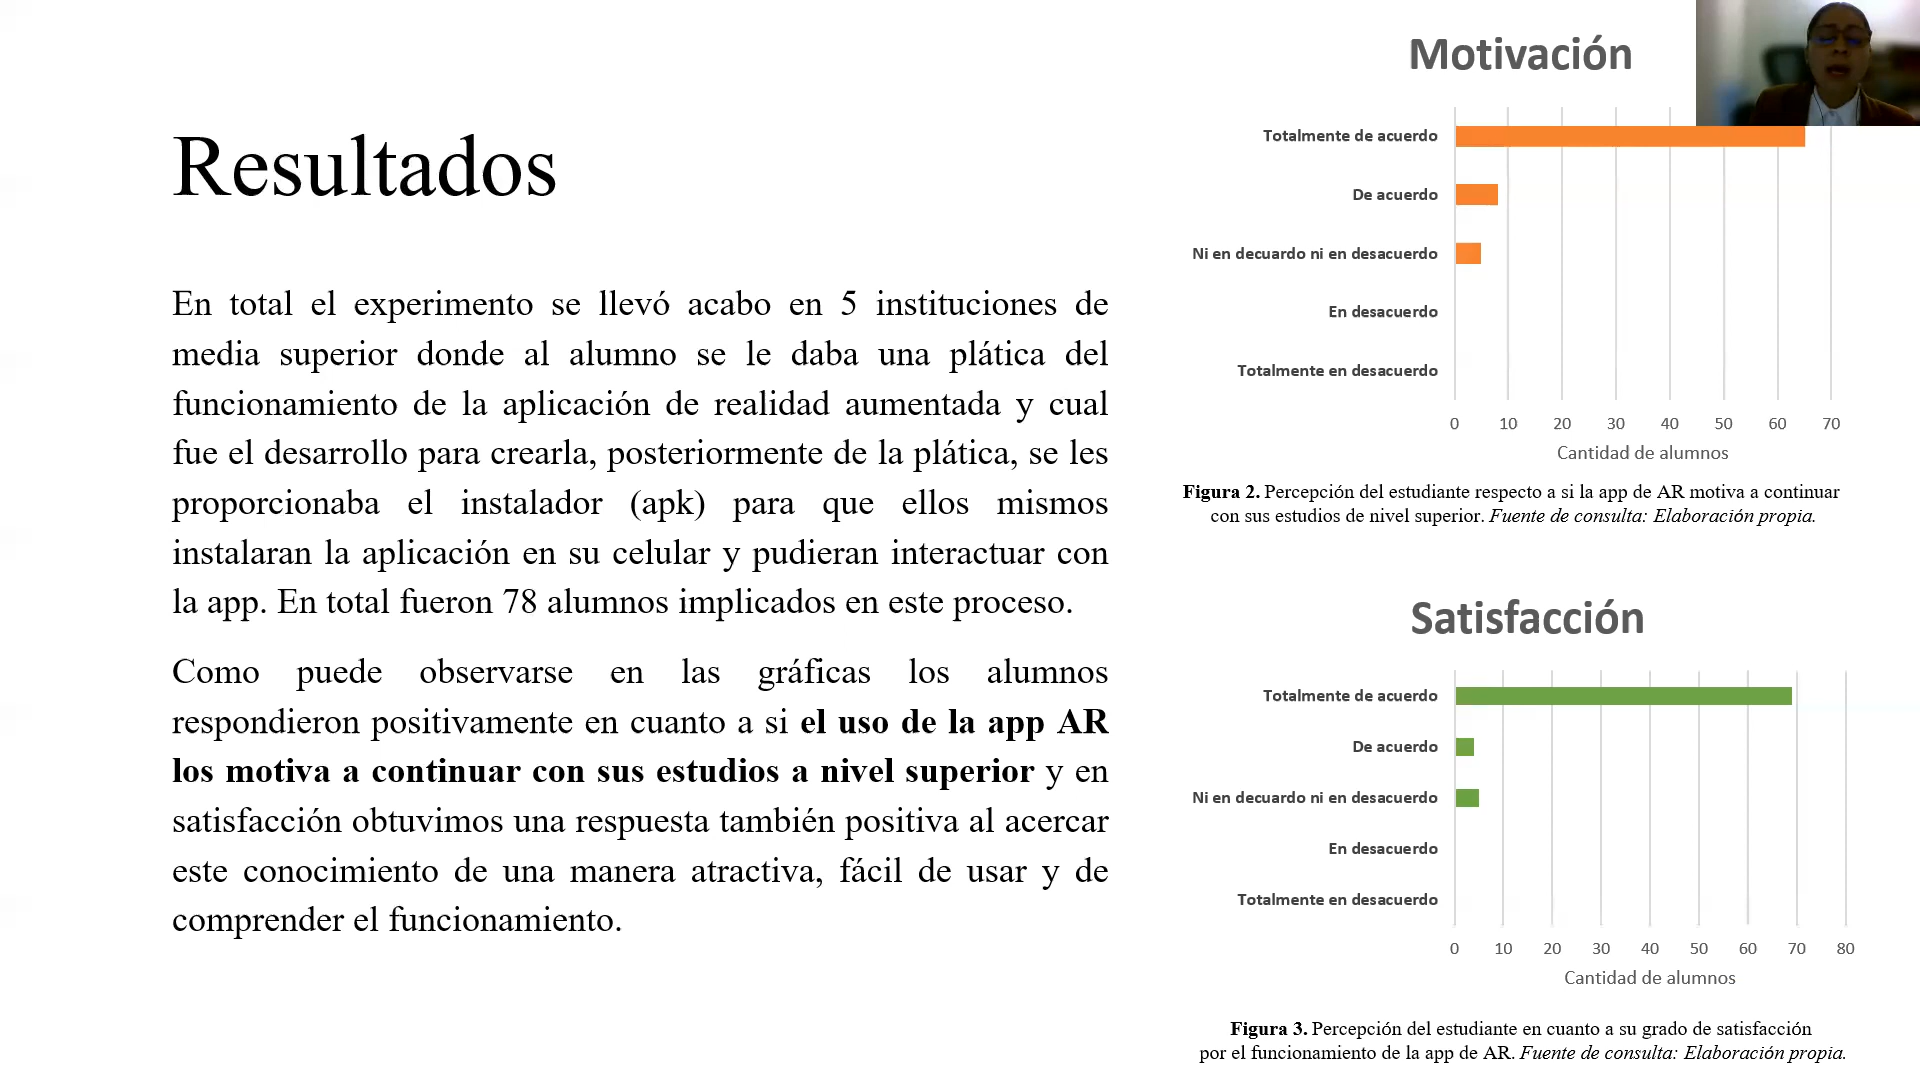 Resultados
En total el experimento se llevó acabo en 5 instituciones de
media superior donde al alumno se le daba una plática del
funcionamiento de la aplicación de realidad aumentada y cual
fue el desarrollo para crearla, posteriormente de la plática, se les
proporcionaba el instalador (apk) para que ellos mismos
instalaran la aplicación en su celular y pudieran interactuar con
la app. En total fueron 78 alumnos implicados en este proceso.
Como puede observarse en las gráficas los alumnos
respondieron positivamente en cuanto a si el uso de la app AR
los motiva a continuar con sus estudios a nivel superior y en
satisfacción obtuvimos una respuesta también positiva al acercar
este conocimiento de una manera atractiva, fácil de usar y de
comprender el funcionamiento.
Motivación
Totalmente de acuerdo
De acuerdo
Ni en decuardo ni en desacuerdo
En desacuerdo
Totalmente en desacuerdo
0 10 20 30 40 50 60 70
Cantidad de alumnos
Figura 2. Percepción del estudiante respecto a si la app de AR motiva a continuar
con sus estudios de nivel superior. Fuente de consulta: Elaboración propia.
Satisfacción
Totalmente de acuerdo
De acuerdo
Ni en decuardo ni en desacuerdo
En desacuerdo
Totalmente en desacuerdo
0 10 20 30 40 50 60 70 80
Cantidad de alumnos
Figura 3. Percepción del estudiante en cuanto a su grado de satisfacción
por el funcionamiento de la app de AR. Fuente de consulta: Elaboración propia.